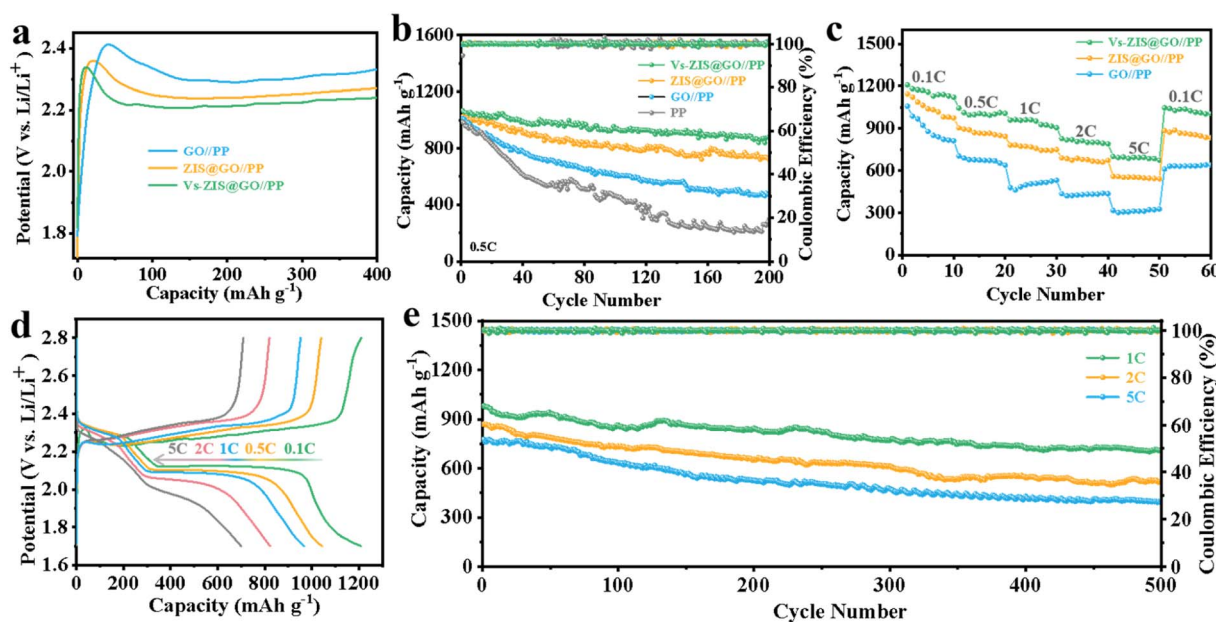 a
2.4
2.2
2.0
1.8
Potential (V vs. Li/Li+)
GO//PP
ZIS@GO//PP
Vs-ZIS@GO//PP
0
100
200
300
400
Capacity (mAh g-1)
b
1600
1200
800
400
0
Capacity (mAh g-1)
Vs-ZIS@GO//PP
ZIS@GO//PP
GO//PP
PP
0.5C
100
80
60
40
20
0
Coulombic Efficiency (%)
0
40
80
120
160
200
Cycle Number
c
1500
1200
900
600
300
0
Capacity (mAh g-1)
Vs-ZIS@GO//PP
ZIS@GO//PP
GO//PP
0.1C
0.5C
1C
2C
5C
0.1C
0
10
20
30
40
50
60
Cycle Number
d
2.8
2.4
2.0
1.6
Potential (V vs. Li/Li+)
5C 2C 1C 0.5C 0.1C
0
200
400
600
800
1000
1200
Capacity (mAh g-1)
e
1500
1200
900
600
300
0
Capacity (mAh g-1)
1C
2C
5C
100
80
60
40
20
0
Coulombic Efficiency (%)
0
100
200
300
400
500
Cycle Number